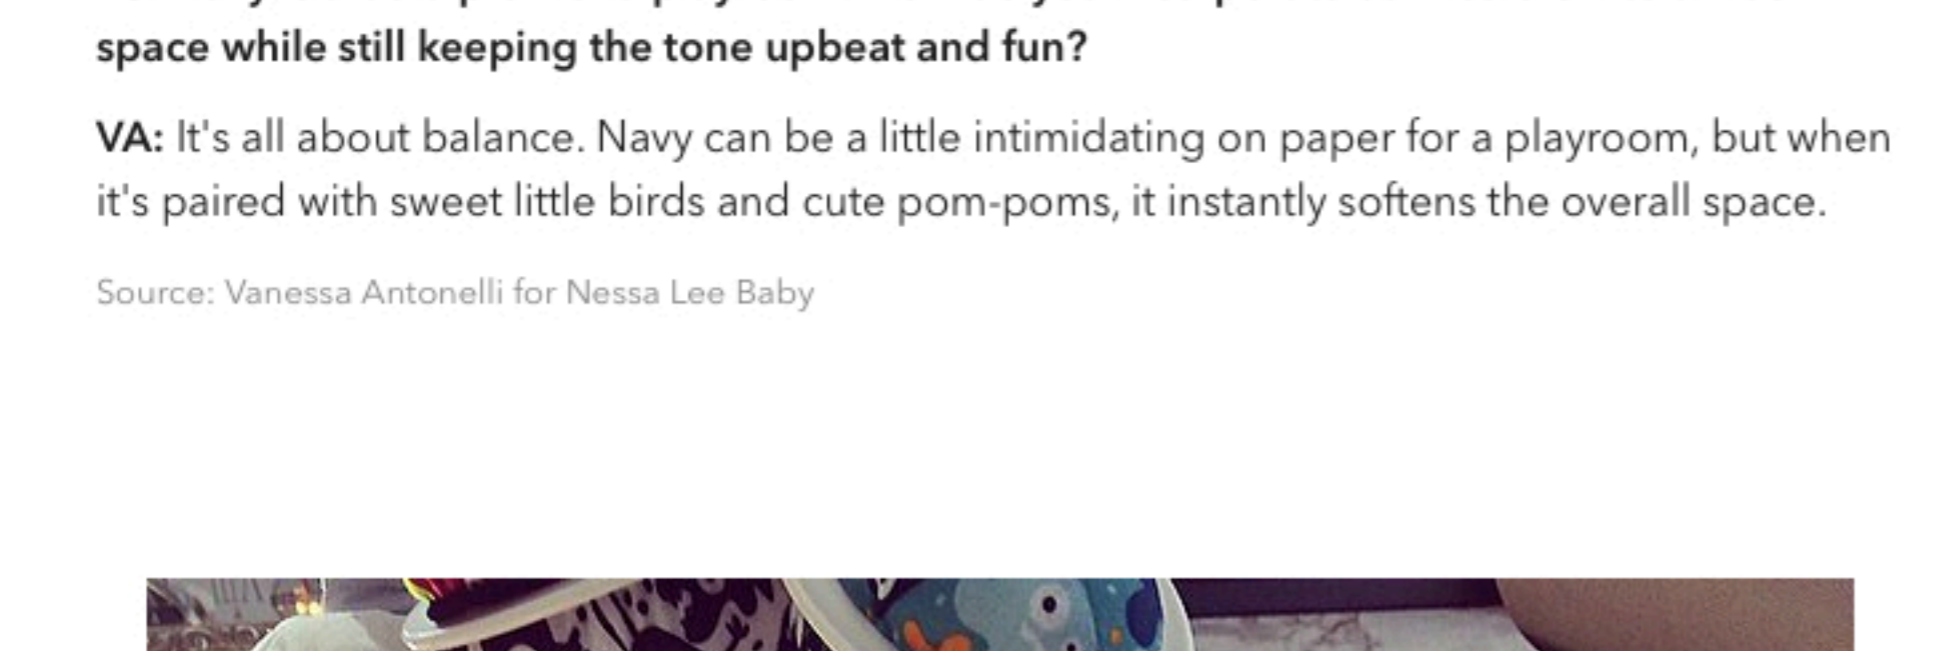 space while still keeping the tone upbeat and fun?
VA: It's all about balance. Navy can be a little intimidating on paper for a playroom, but when
it's paired with sweet little birds and cute pom-poms, it instantly softens the overall space.
Source: Vanessa Antonelli for Nessa Lee Baby